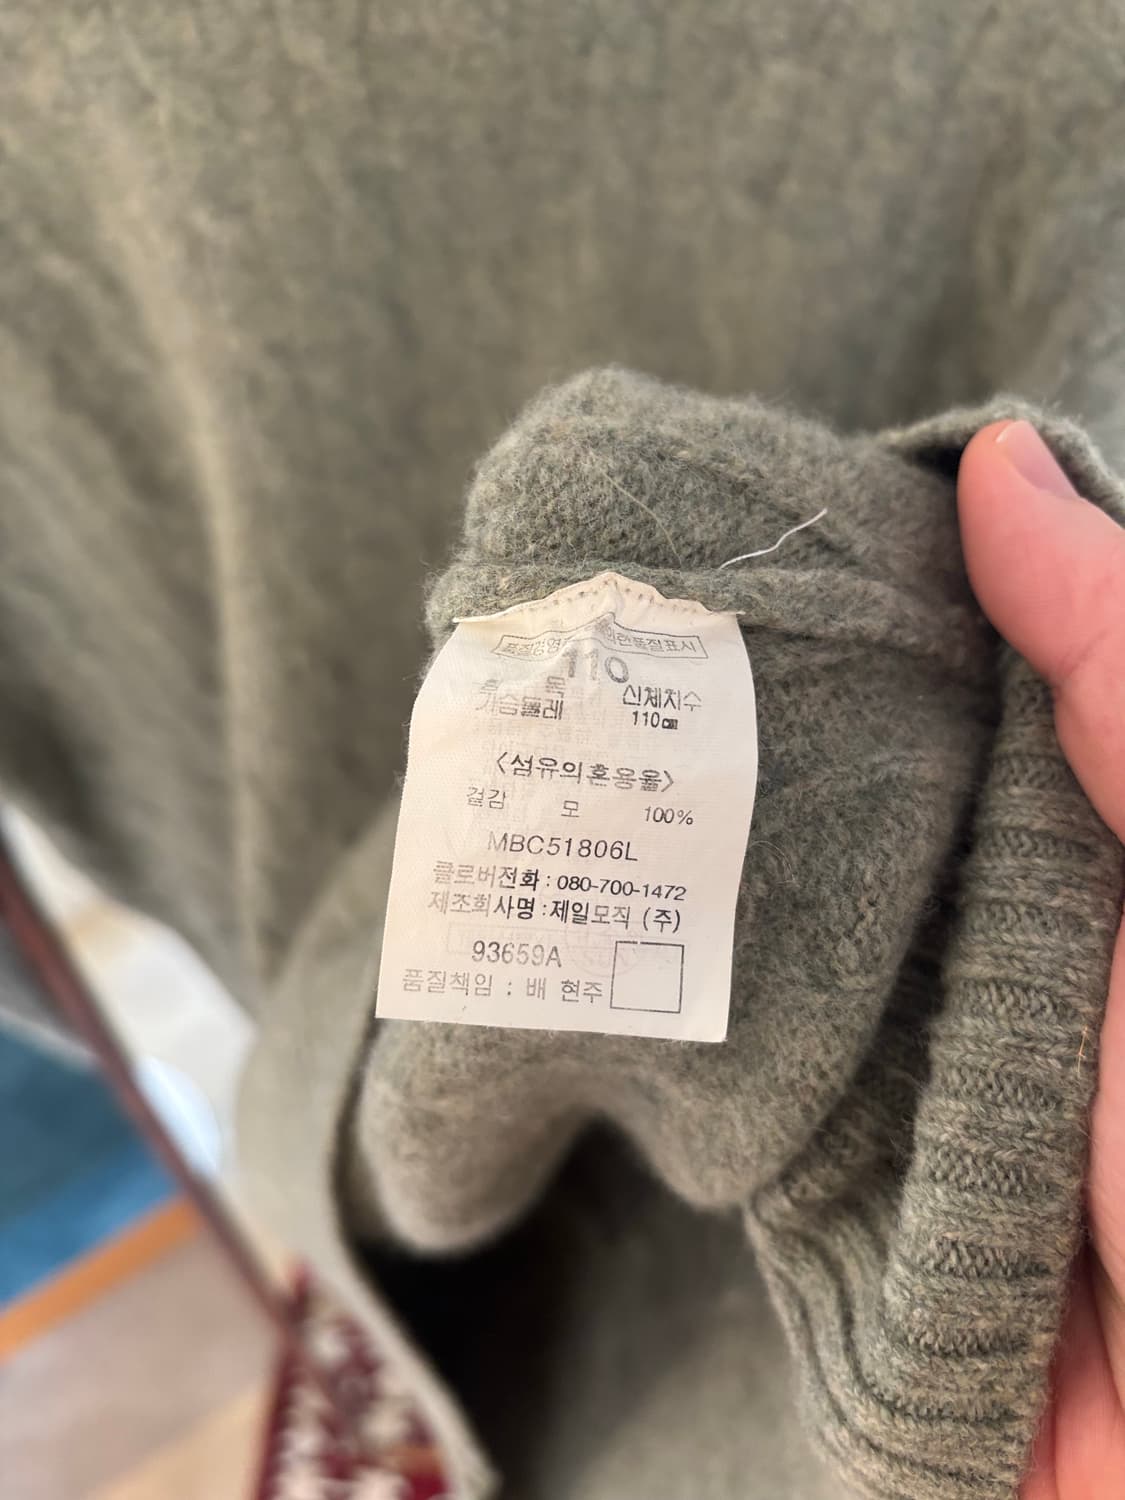 110
신체치수
가슴둘레 110㎝
<섬유의혼용율>
겉감 모 100%
MBC51806L
클로버전화 : 080-700-1472
제조회사명 : 제일모직 (주)
93659A
품질책임 : 배 현주